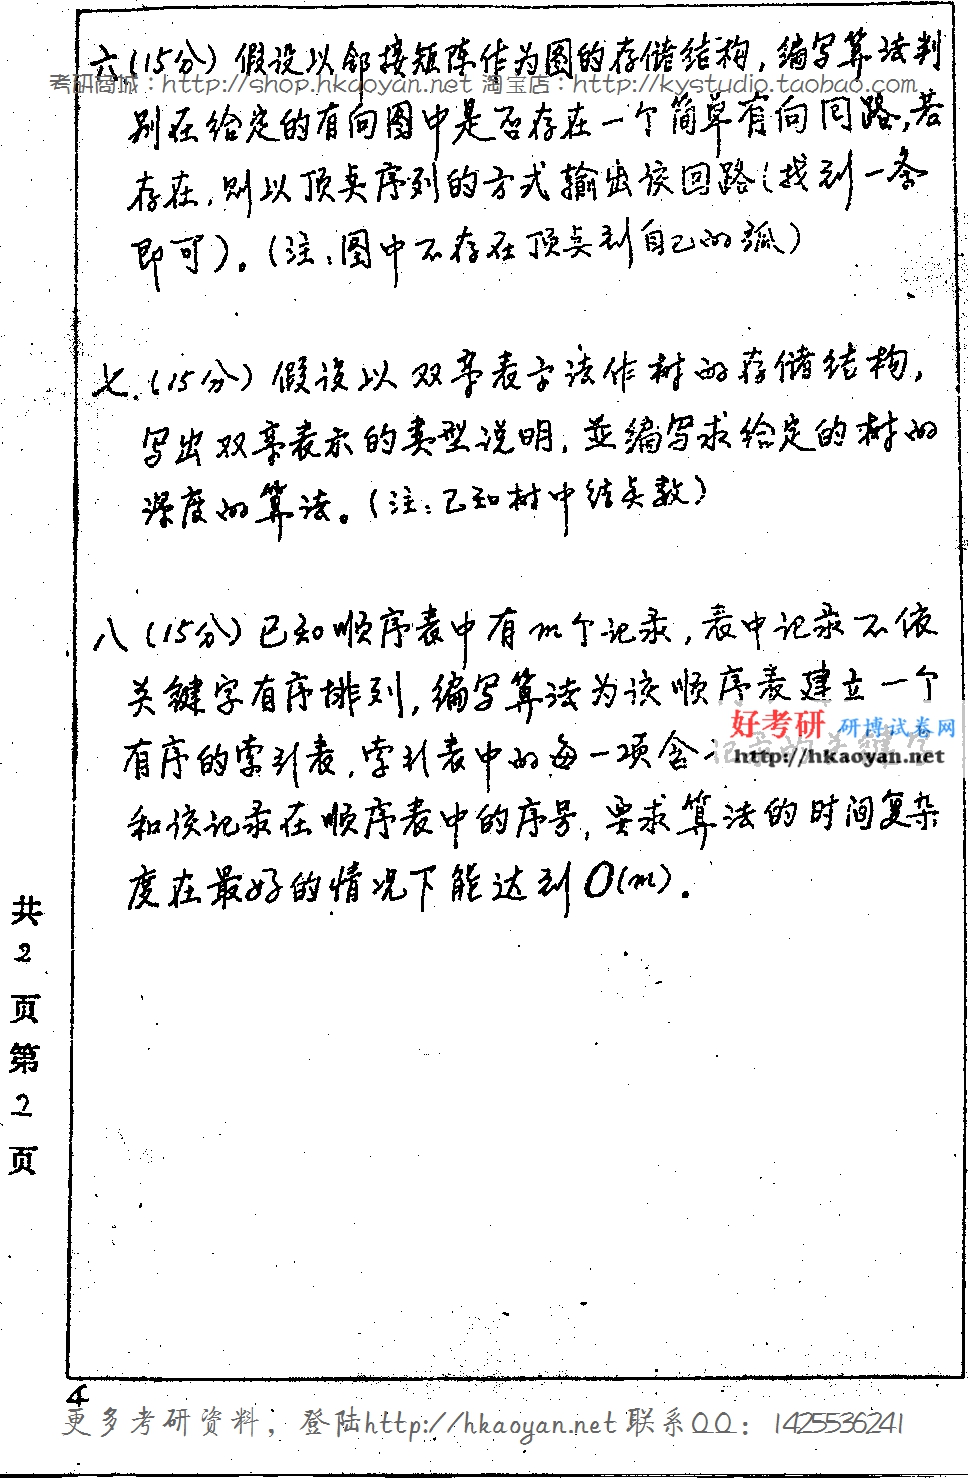 六、(15分) 假设以邻接矩阵作为图的存储结构，编写算法判
考研商城：http://shop.hkaoyan.net 淘宝店：http://kystudio.taobao.com
别在给定的有向图中是否存在一个简单有向回路,若
存在,则以顶点序列的方式输出该回路(找到一条
即可)。(注:图中不存在顶点到自己的弧)
七.(15分) 假设以双亲表示法作树的存储结构,
写出双亲表示的类型说明,並编写求给定的树的
深度的算法。(注:已知树中结点数)
八 (15分) 已知顺序表中有m个记录,表中记录不依
关键字有序排列,编写算法为该顺序表建立一个
好考研 研博试卷网
有序的索引表,索引表中的每一项含记录的关键字
http://hkaoyan.net
和该记录在顺序表中的序号,要求算法的时间复杂
度在最好的情况下能达到O(m).
共
2
页
第
2
页
4
更多考研资料，登陆http://hkaoyan.net 联系QQ：1425536241